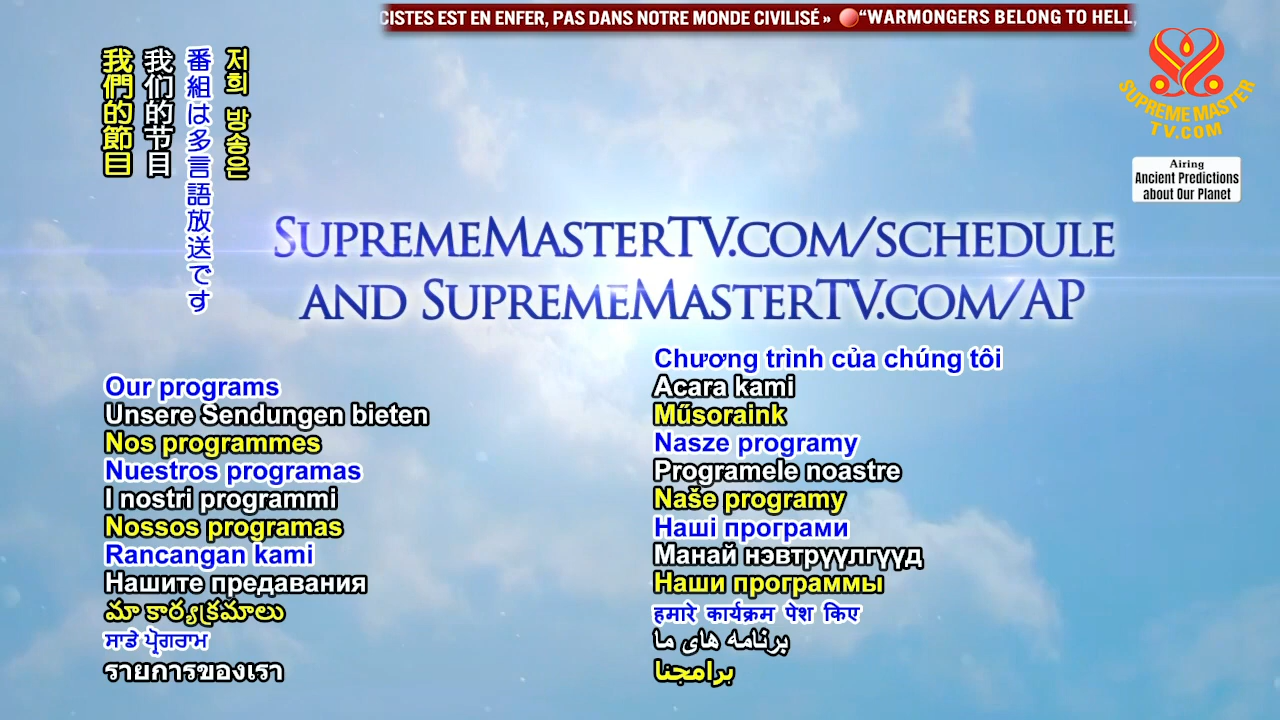 CISTES EST EN ENFER, PAS DANS NOTRE MONDE CIVILISÉ» 🔴“WARMONGERS BELONG TO HELL,
SUPREME MASTER
TV.COM
Airing
Ancient Predictions
about Our Planet
我們的節目
我们的节目
番組は多言語放送です
저희 방송은
SUPREMEMASTERTV.COM/SCHEDULE
AND SUPREMEMASTERTV.COM/AP
Our programs
Unsere Sendungen bieten
Nos programmes
Nuestros programas
I nostri programmi
Nossos programas
Rancangan kami
Нашите предавания
మా కార్యక్రమాలు
ਸਾਡੇ ਪ੍ਰੋਗਰਾਮ
รายการของเรา
Chương trình của chúng tôi
Acara kami
Műsoraink
Nasze programy
Programele noastre
Naše programy
Наші програми
Манай нэвтрүүлгүүд
Наши программы
हमारे कार्यक्रम पेश किए
برنامه های ما
برامجنا